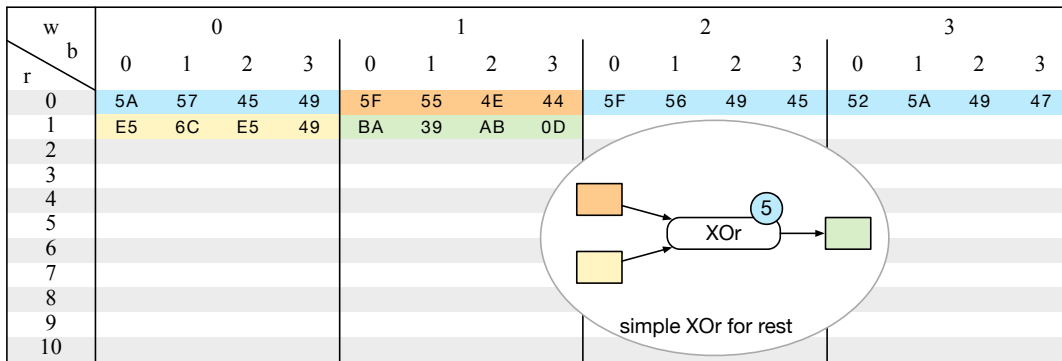 w 0 1 2 3
b
r 0 1 2 3 0 1 2 3 0 1 2 3 0 1 2 3
0 5A 57 45 49 5F 55 4E 44 5F 56 49 45 52 5A 49 47
1 E5 6C E5 49 BA 39 AB 0D
2
3
4
5
6
7
8
9
10
5
XOr
simple XOr for rest